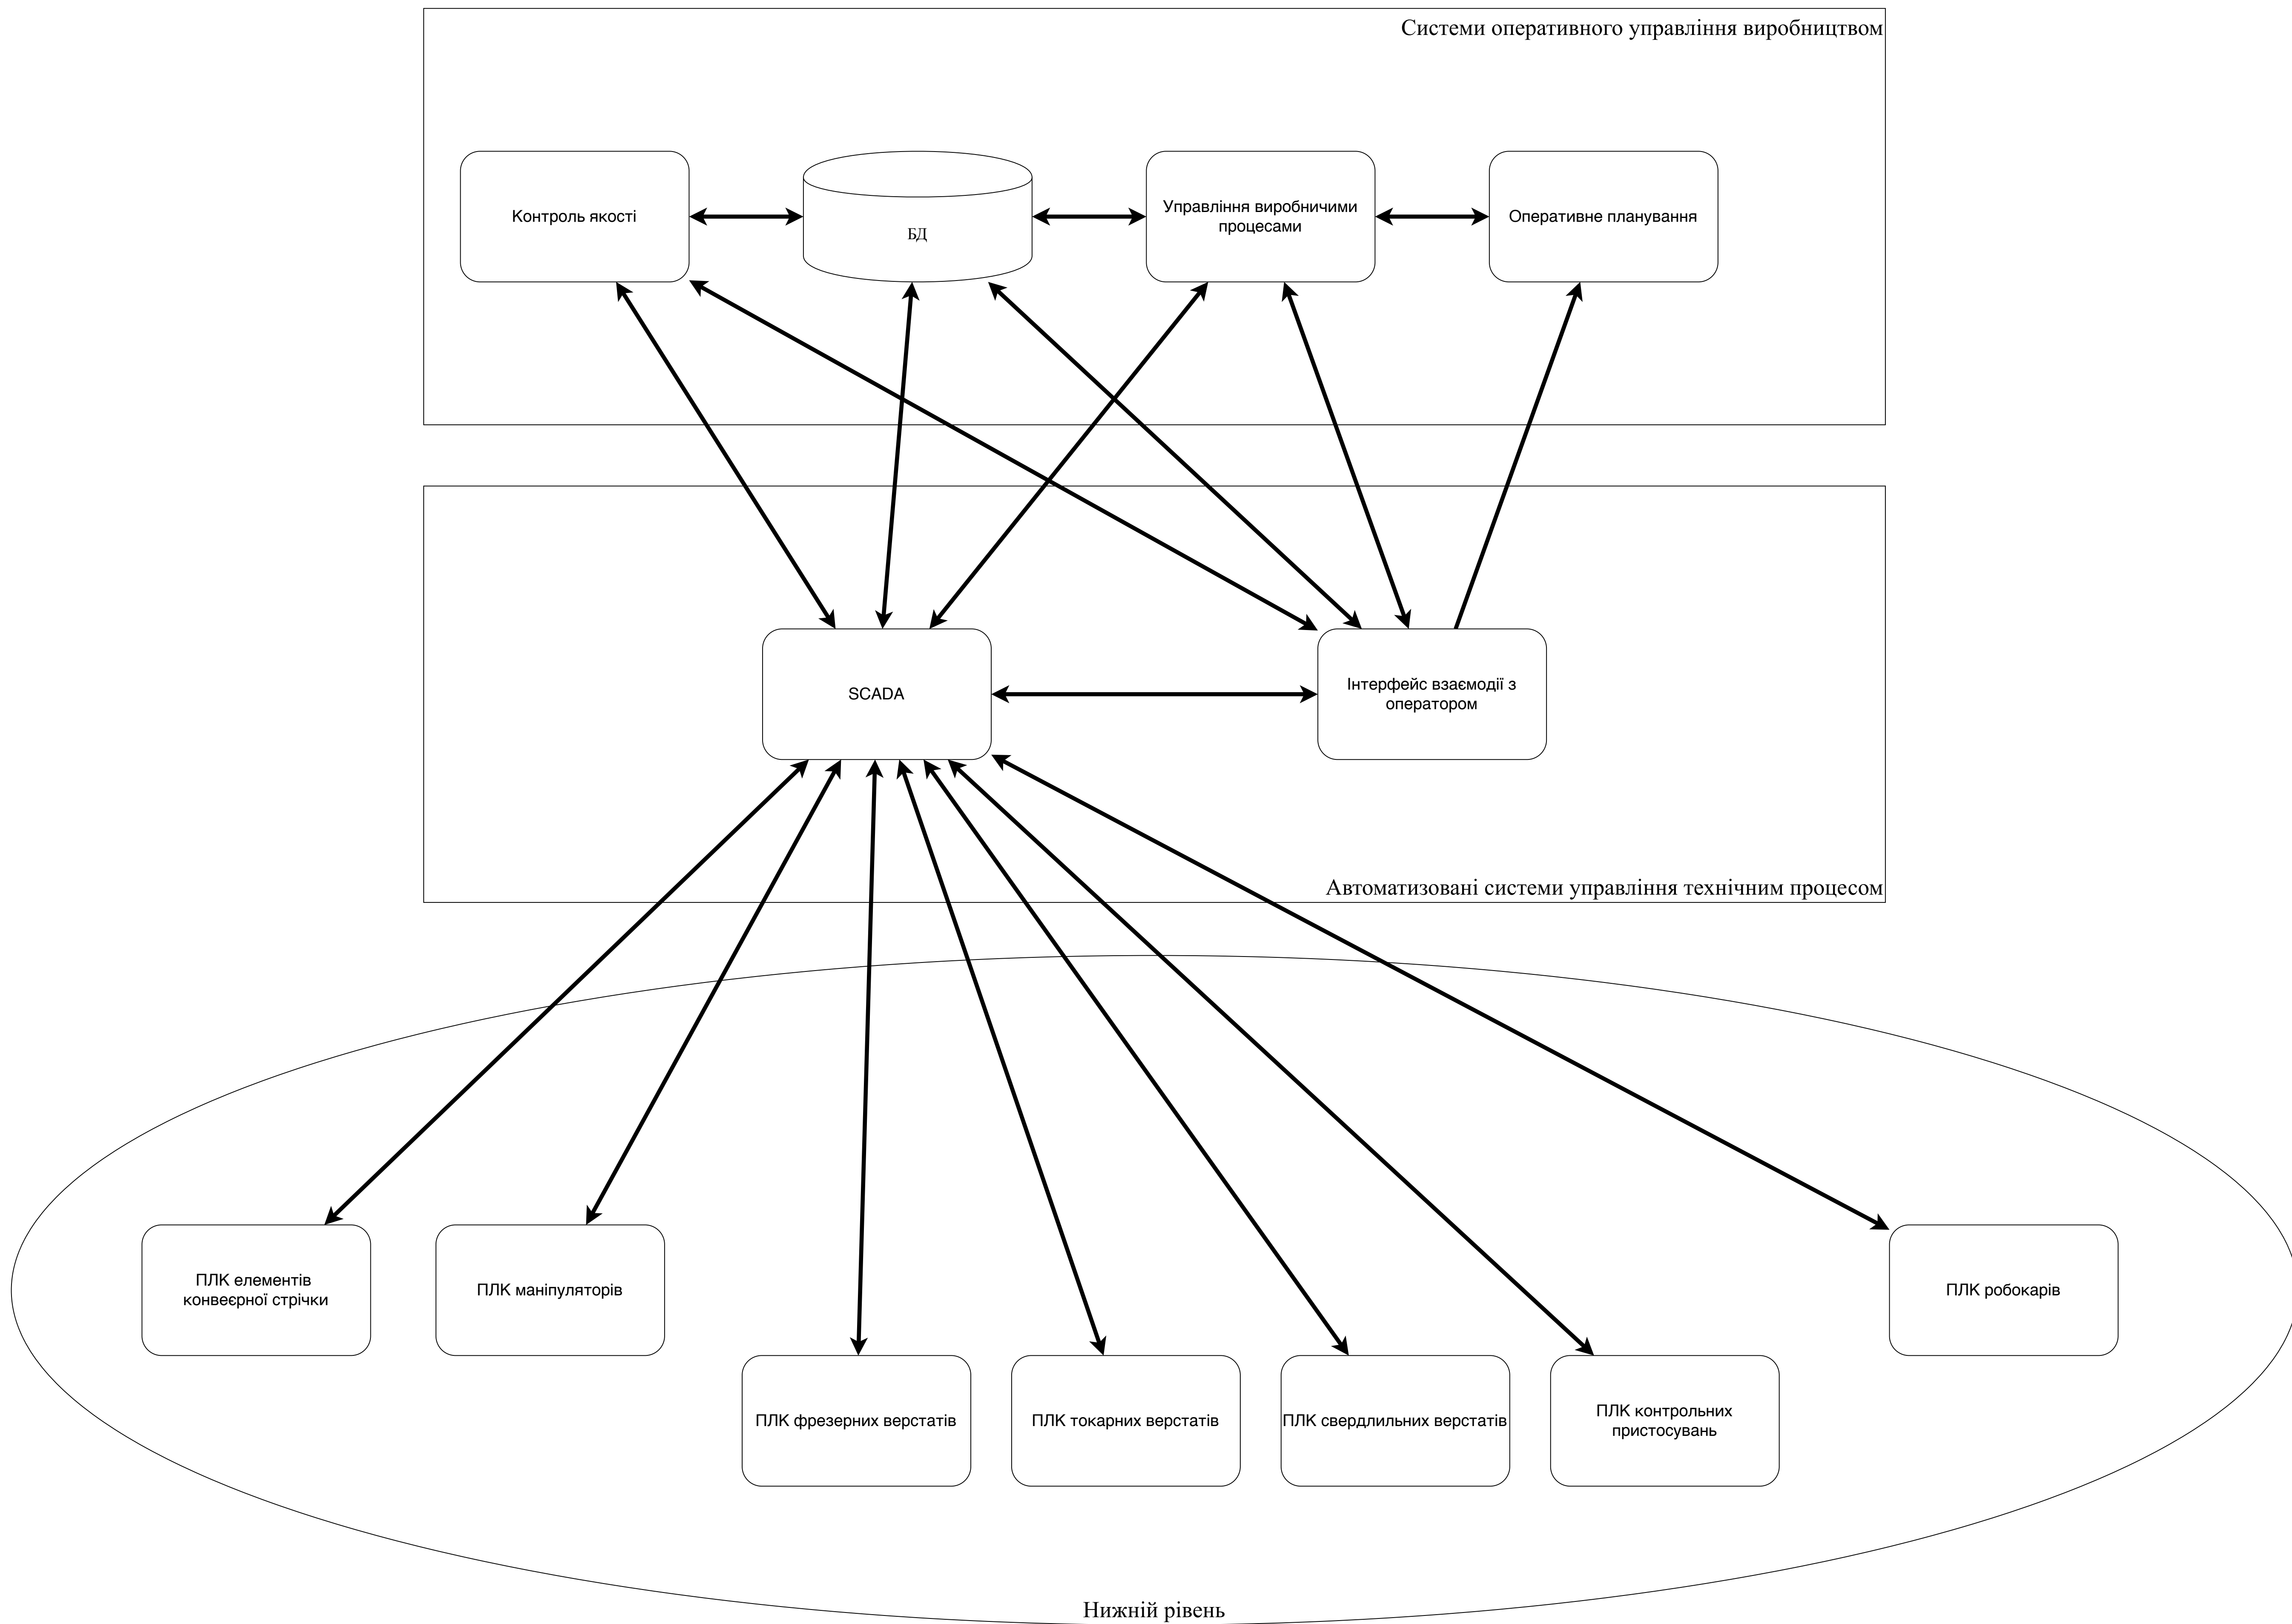 Системи оперативного управління виробництвом
Контроль якості
БД
Управління виробничими
процесами
Оперативне планування
SCADA
Інтерфейс взаємодії з
оператором
Автоматизовані системи управління технічним процесом
ПЛК елементів
конвеєрної стрічки
ПЛК маніпуляторів
ПЛК робокарів
ПЛК фрезерних верстатів
ПЛК токарних верстатів
ПЛК свердлильних верстатів
ПЛК контрольних
пристосувань
Нижній рівень